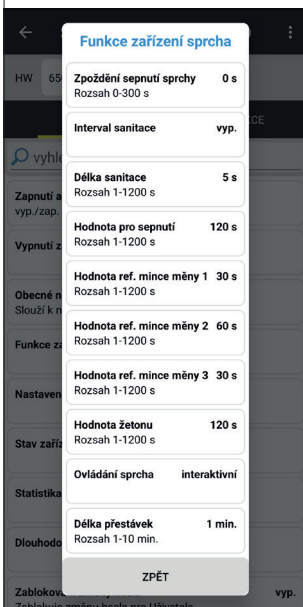 Funkce zařízení sprcha
HW 65
CE
vyhle
Zpoždění sepnutí sprchy 0 s
Rozsah 0-300 s
Interval sanitace vyp.
Délka sanitace 5 s
Rozsah 1-1200 s
Hodnota pro sepnutí 120 s
Rozsah 1-1200 s
Hodnota ref. mince měny 1 30 s
Rozsah 1-1200 s
Hodnota ref. mince měny 2 60 s
Rozsah 1-1200 s
Hodnota ref. mince měny 3 30 s
Rozsah 1-1200 s
Hodnota žetonu 120 s
Rozsah 1-1200 s
Ovládání sprcha interaktivní
Délka přestávek 1 min.
Rozsah 1-10 min.
ZPĚT
Zapnutí a
vyp./zap.
Vypnutí z
Obecné n
Slouží k n
Funkce za
Nastaven
Stav zaříz
Statistika
Dlouhodo
Zablokova
vyp.